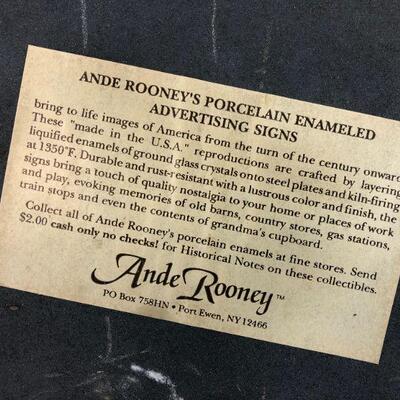 ANDE ROONEY'S PORCELAIN ENAMELED
ADVERTISING SIGNS
bring to life images of America from the turn of the century onward.
These "made in the U.S.A." reproductions are crafted by layering
liquified enamels of ground glass crystals onto steel plates and kiln-firing
at 1350°F. Durable and rust-resistant with a lustrous color and finish, the
signs bring a touch of quality nostalgia to your home or places of work
and play, evoking memories of old barns, country stores, gas stations,
train stops and even the contents of grandma's cupboard.
Collect all of Ande Rooney's porcelain enamels at fine stores. Send
$2.00 cash only no checks! for Historical Notes on these collectibles.
Ande Rooney™
PO Box 758HN • Port Ewen, NY 12466